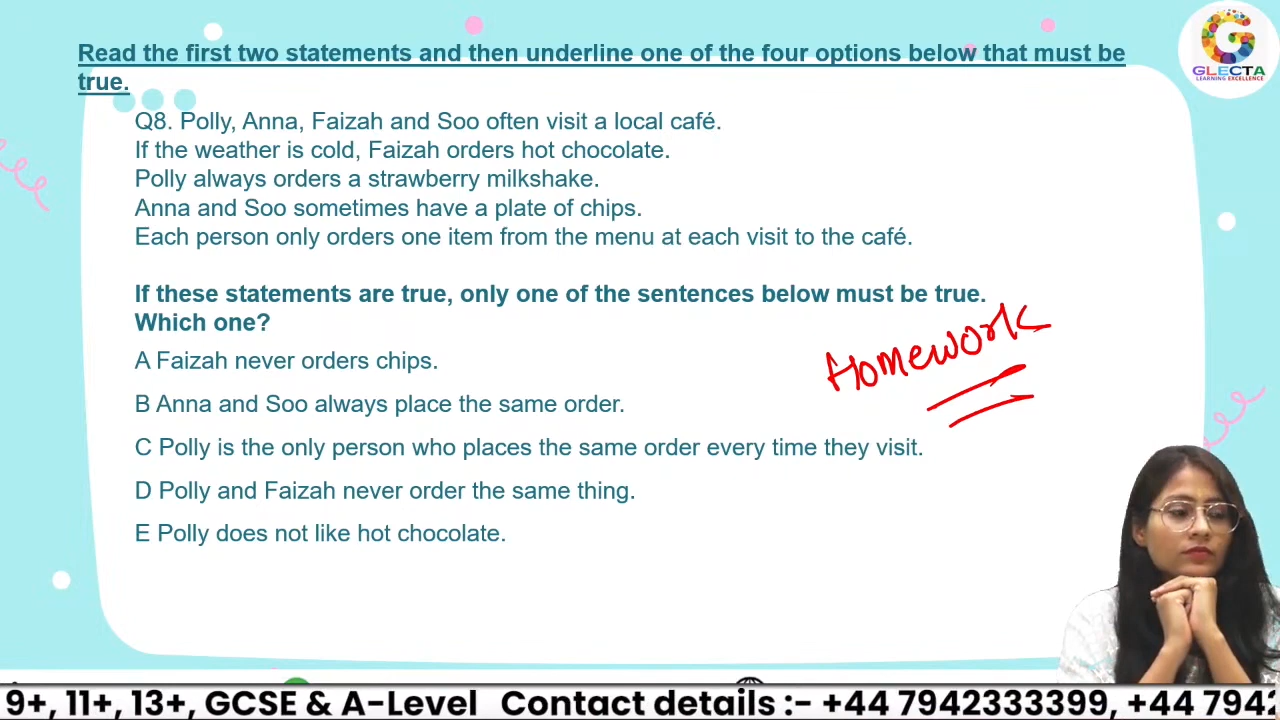 Read the first two statements and then underline one of the four options below that must be
true.
GLECTA
LEARNING EXCELLENCE
Q8. Polly, Anna, Faizah and Soo often visit a local café.
If the weather is cold, Faizah orders hot chocolate.
Polly always orders a strawberry milkshake.
Anna and Soo sometimes have a plate of chips.
Each person only orders one item from the menu at each visit to the café.
If these statements are true, only one of the sentences below must be true.
Which one?
Homework
A Faizah never orders chips.
B Anna and Soo always place the same order.
C Polly is the only person who places the same order every time they visit.
D Polly and Faizah never order the same thing.
E Polly does not like hot chocolate.
9+, 11+, 13+, GCSE & A-Level Contact details :- +44 7942333399, +44 7942